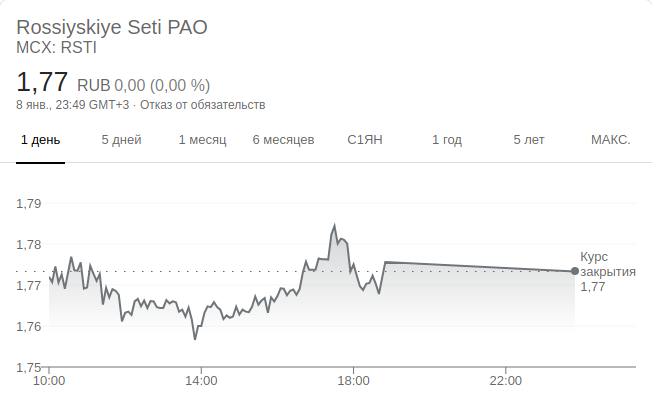 Rossiyskiye Seti PAO
MCX: RSTI
1,77 RUB 0,00 (0,00 %)
8 янв., 23:49 GMT+3 · Отказ от обязательств
1 день 5 дней 1 месяц 6 месяцев С1ЯН 1 год 5 лет МАКС.
1,79
1,78
1,77
1,76
1,75
Курс
закрытия
1,77
10:00 14:00 18:00 22:00